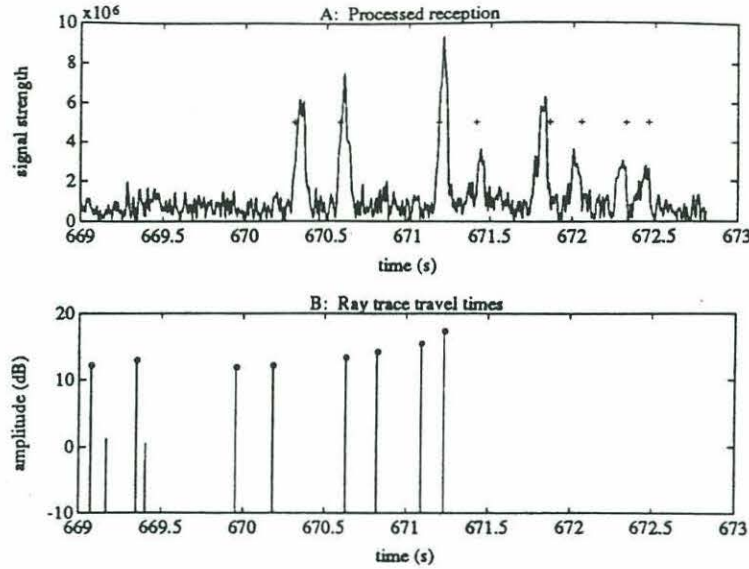 A: Processed reception
x10⁶
10
8
6
4
2
0
signal strength
669 669.5 670 670.5 671 671.5 672 672.5 673
time (s)
B: Ray trace travel times
20
10
0
-10
amplitude (dB)
669 669.5 670 670.5 671 671.5 672 672.5 673
time (s)